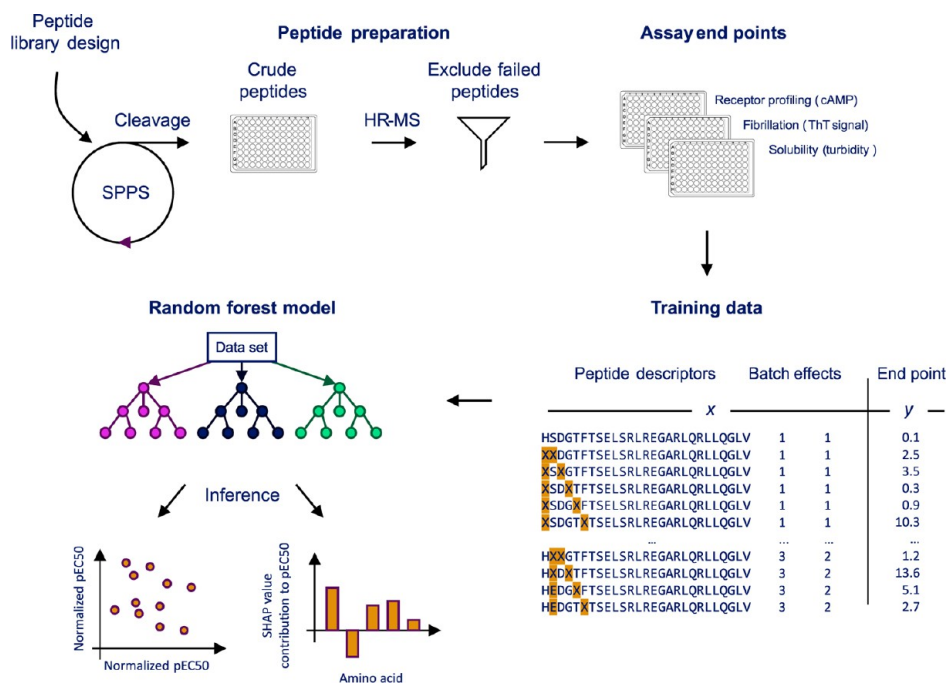 Peptide
library design
Peptide preparation
Assay end points
Crude
peptides
Exclude failed
peptides
Cleavage
HR-MS
SPPS
Receptor profiling (cAMP)
Fibrillation (ThT signal)
Solubility (turbidity )
Random forest model
Data set
Training data
Peptide descriptors Batch effects End point
x y
HSDGTFTSELSRLREGARLQRLLQGLV 1 1 0.1
XXDGTFTSELSRLREGARLQRLLQGLV 1 1 2.5
XSXGTFTSELSRLREGARLQRLLQGLV 1 1 3.5
XSDXTFTSELSRLREGARLQRLLQGLV 1 1 0.3
XSDGXFTSELSRLREGARLQRLLQGLV 1 1 0.9
XSDGTXTSELSRLREGARLQRLLQGLV 1 1 10.3
... ... ... ...
HXXGTFTSELSRLREGARLQRLLQGLV 3 2 1.2
HXDXTFTSELSRLREGARLQRLLQGLV 3 2 13.6
HEDGXFTSELSRLREGARLQRLLQGLV 3 2 5.1
HEDGTXTSELSRLREGARLQRLLQGLV 3 2 2.7
Inference
Normalized pEC50
Normalized pEC50
SHAP value
contribution to pEC50
Amino acid